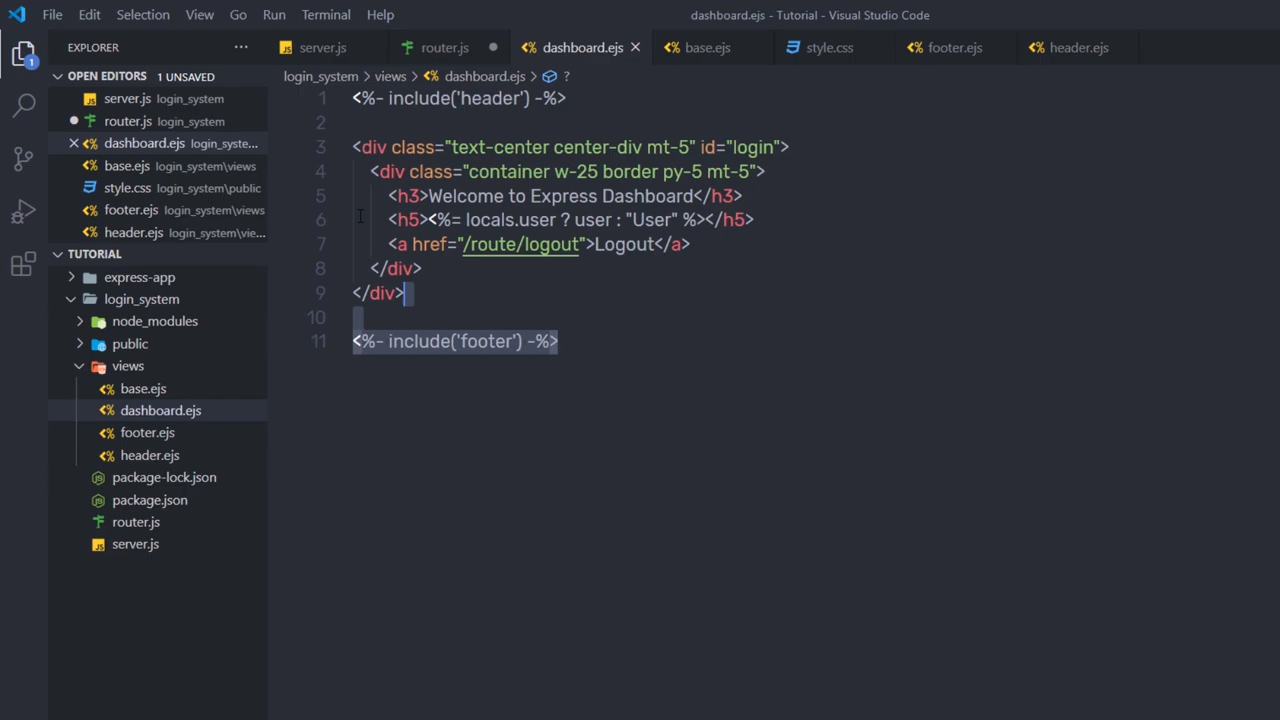 File Edit Selection View Go Run Terminal Help dashboard.ejs - Tutorial - Visual Studio Code
EXPLORER ... server.js router.js dashboard.ejs base.ejs style.css footer.ejs header.ejs
1
OPEN EDITORS 1 UNSAVED
server.js login_system
router.js login_system
dashboard.ejs login_syste...
base.ejs login_system\views
style.css login_system\public
footer.ejs login_system\views
header.ejs login_system\vie...
TUTORIAL
express-app
login_system
node_modules
public
views
base.ejs
dashboard.ejs
footer.ejs
header.ejs
package-lock.json
package.json
router.js
server.js
login_system > views > dashboard.ejs > ?
1 <%- include('header') -%>
2
3 <div class="text-center center-div mt-5" id="login">
4 <div class="container w-25 border py-5 mt-5">
5 <h3>Welcome to Express Dashboard</h3>
6 <h5><%= locals.user ? user : "User" %></h5>
7 <a href="/route/logout">Logout</a>
8 </div>
9 </div>
10
11 <%- include('footer') -%>